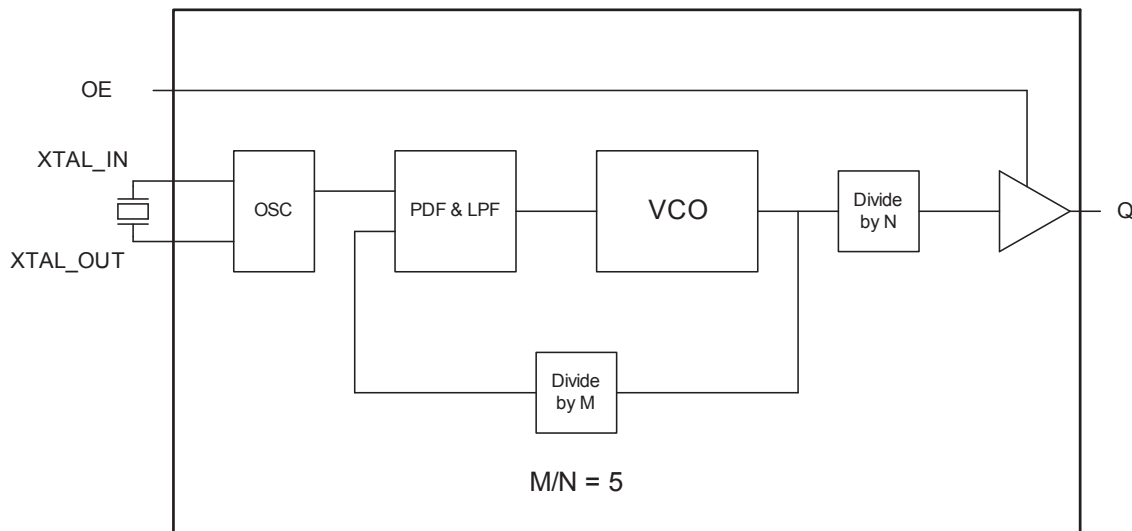 OE
XTAL_IN
XTAL_OUT
OSC
PDF & LPF
VCO
Divide
by N
Q
Divide
by M
M/N = 5